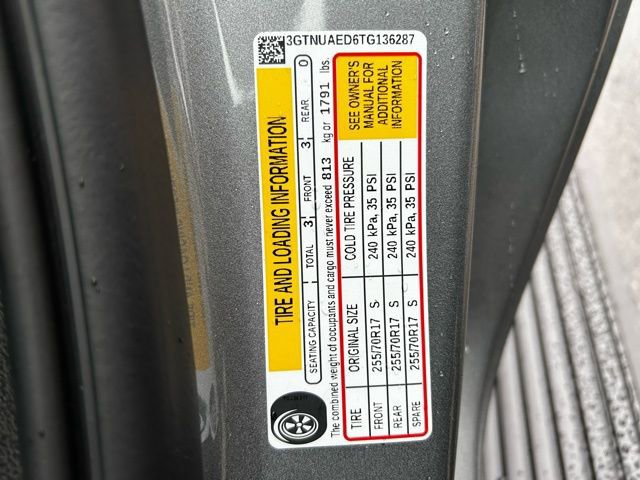 3GTNUAED6TG136287
TIRE AND LOADING INFORMATION
SEATING CAPACITY TOTAL 3 FRONT 3 REAR 0
The combined weight of occupants and cargo must never exceed 813 kg or 1791 lbs.
TIRE ORIGINAL SIZE COLD TIRE PRESSURE
FRONT 255/70R17 S 240 kPa, 35 PSI
REAR 255/70R17 S 240 kPa, 35 PSI
SPARE 255/70R17 S 240 kPa, 35 PSI
SEE OWNER'S
MANUAL FOR
ADDITIONAL
INFORMATION